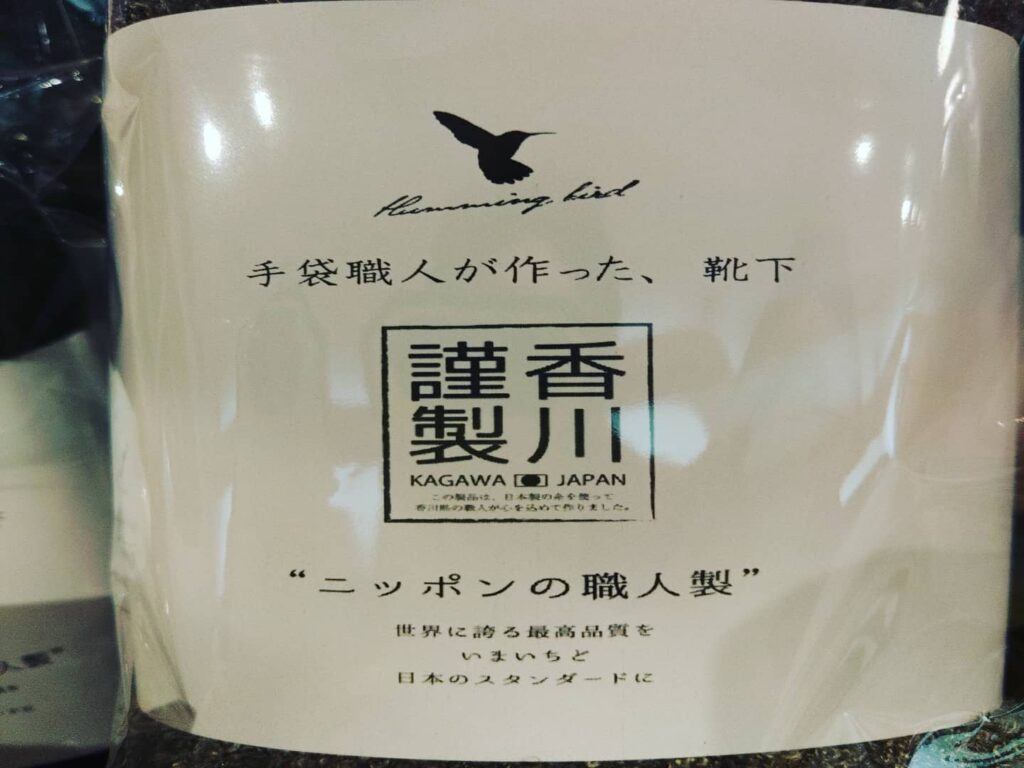 Humming bird
手袋職人が作った、 靴下
香川
謹製
KAGAWA JAPAN
この製品は、日本製の糸を使って
香川県の職人が心を込めて作りました。
“ニッポンの職人製”
世界に誇る最高品質を
いまいちど
日本のスタンダードに